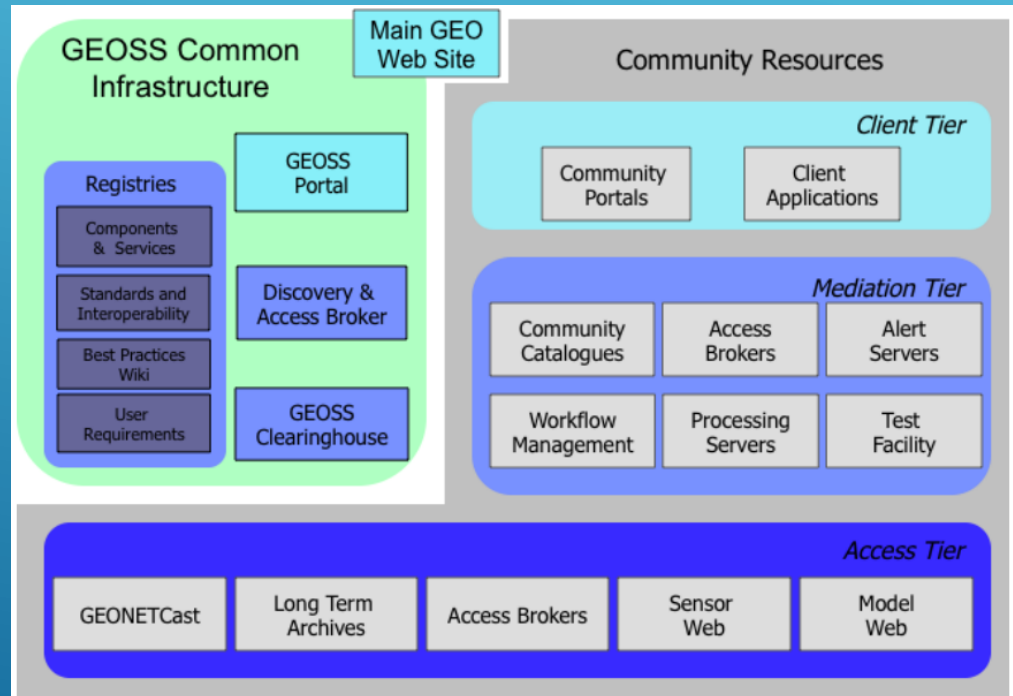 Main GEO
Web Site
GEOSS Common
Infrastructure
Registries
Components
& Services
Standards and
Interoperability
Best Practices
Wiki
User
Requirements
GEOSS
Portal
Discovery &
Access Broker
GEOSS
Clearinghouse
Community Resources
Client Tier
Community
Portals
Client
Applications
Mediation Tier
Community
Catalogues
Access
Brokers
Alert
Servers
Workflow
Management
Processing
Servers
Test
Facility
Access Tier
GEONETCast
Long Term
Archives
Access Brokers
Sensor
Web
Model
Web